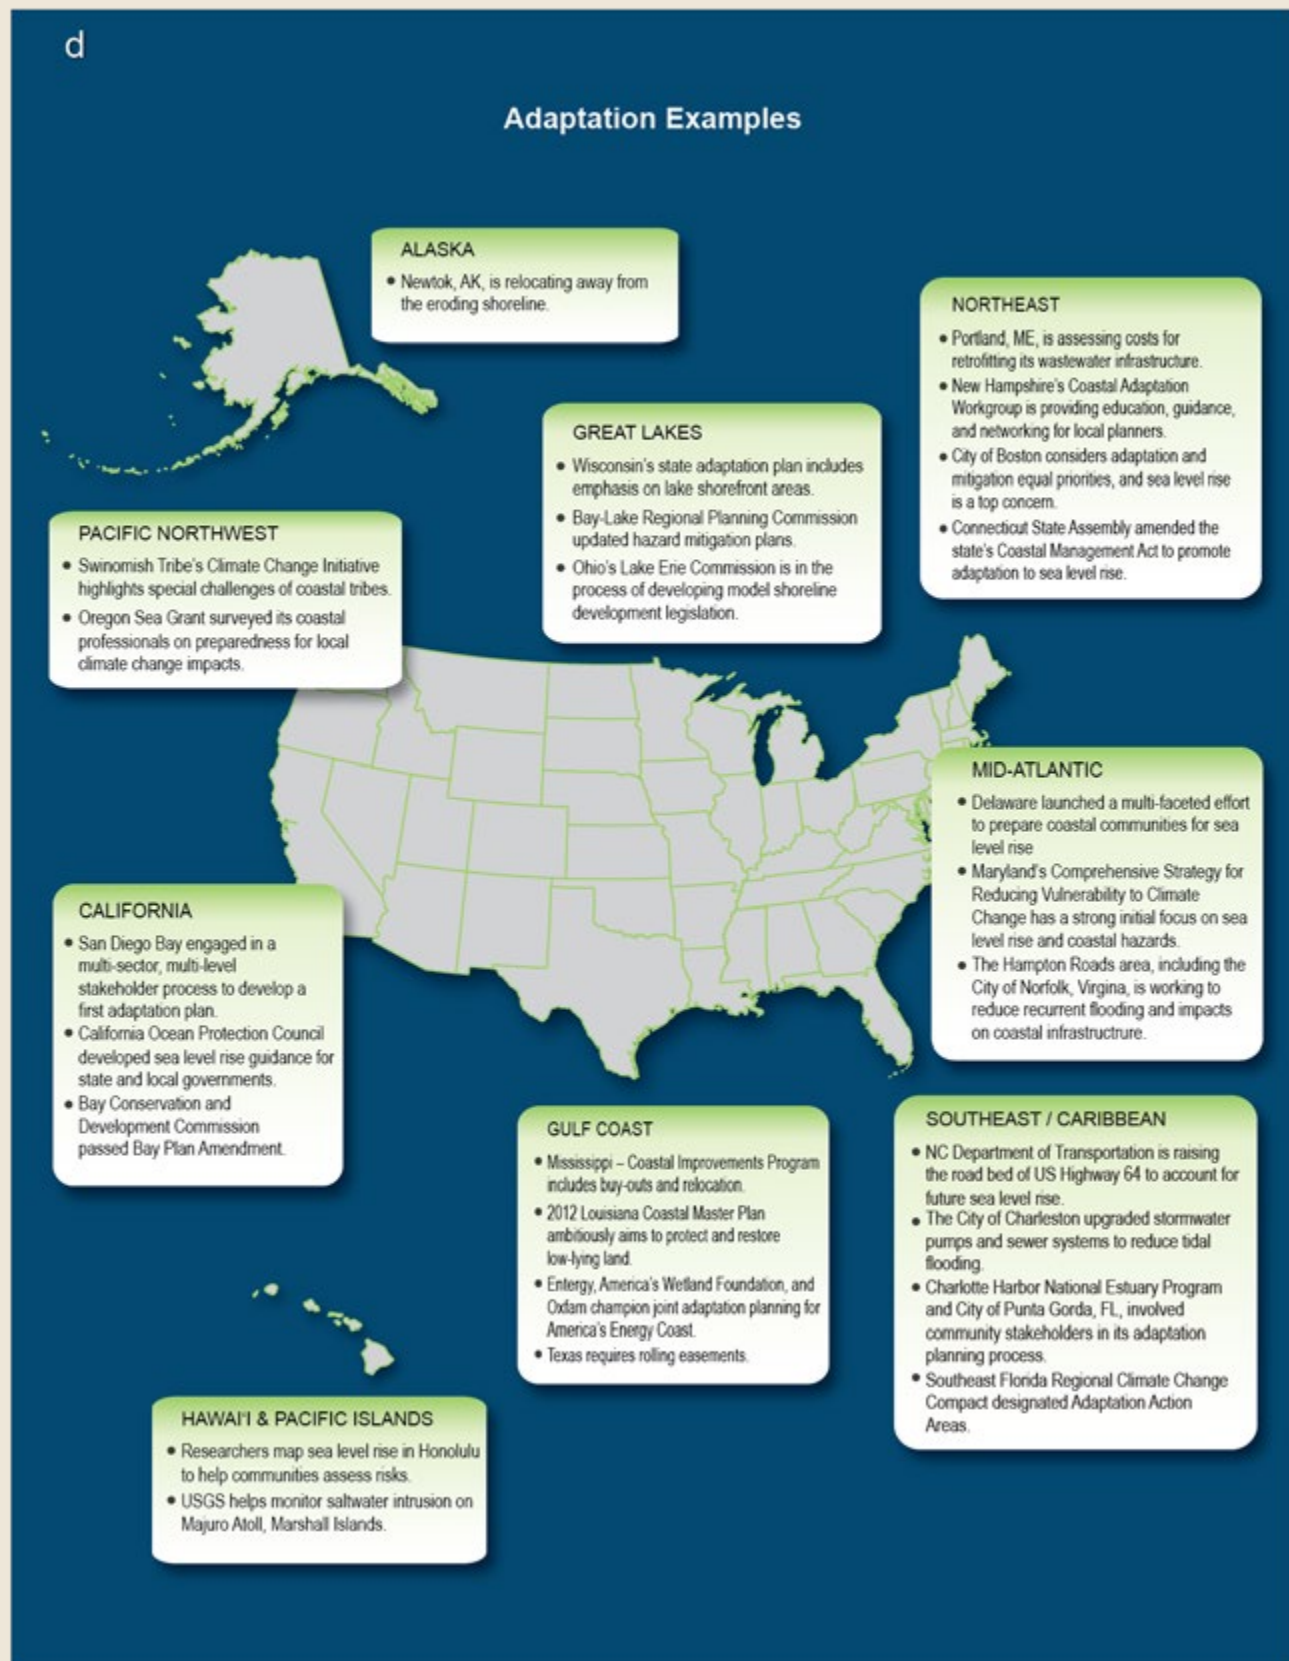 d
Adaptation Examples
ALASKA
• Newtok, AK, is relocating away from
the eroding shoreline.
NORTHEAST
• Portland, ME, is assessing costs for
retrofitting its wastewater infrastructure.
• New Hampshire's Coastal Adaptation
Workgroup is providing education, guidance,
and networking for local planners.
• City of Boston considers adaptation and
mitigation equal priorities, and sea level rise
is a top concern.
• Connecticut State Assembly amended the
state's Coastal Management Act to promote
adaptation to sea level rise.
GREAT LAKES
• Wisconsin's state adaptation plan includes
emphasis on lake shorefront areas.
• Bay-Lake Regional Planning Commission
updated hazard mitigation plans.
• Ohio's Lake Erie Commission is in the
process of developing model shoreline
development legislation.
PACIFIC NORTHWEST
• Swinomish Tribe's Climate Change Initiative
highlights special challenges of coastal tribes.
• Oregon Sea Grant surveyed its coastal
professionals on preparedness for local
climate change impacts.
MID-ATLANTIC
• Delaware launched a multi-faceted effort
to prepare coastal communities for sea
level rise
• Maryland's Comprehensive Strategy for
Reducing Vulnerability to Climate
Change has a strong initial focus on sea
level rise and coastal hazards.
• The Hampton Roads area, including the
City of Norfolk, Virgina, is working to
reduce recurrent flooding and impacts
on coastal infrastructrure.
CALIFORNIA
• San Diego Bay engaged in a
multi-sector, multi-level
stakeholder process to develop a
first adaptation plan.
• California Ocean Protection Council
developed sea level rise guidance for
state and local governments.
• Bay Conservation and
Development Commission
passed Bay Plan Amendment.
GULF COAST
• Mississippi – Coastal Improvements Program
includes buy-outs and relocation.
• 2012 Louisiana Coastal Master Plan
ambitiously aims to protect and restore
low-lying land.
• Entergy, America's Wetland Foundation, and
Oxfam champion joint adaptation planning for
America's Energy Coast.
• Texas requires rolling easements.
SOUTHEAST / CARIBBEAN
• NC Department of Transportation is raising
the road bed of US Highway 64 to account for
future sea level rise.
• The City of Charleston upgraded stormwater
pumps and sewer systems to reduce tidal
flooding.
• Charlotte Harbor National Estuary Program
and City of Punta Gorda, FL, involved
community stakeholders in its adaptation
planning process.
• Southeast Florida Regional Climate Change
Compact designated Adaptation Action
Areas.
HAWAI'I & PACIFIC ISLANDS
• Researchers map sea level rise in Honolulu
to help communities assess risks.
• USGS helps monitor saltwater intrusion on
Majuro Atoll, Marshall Islands.